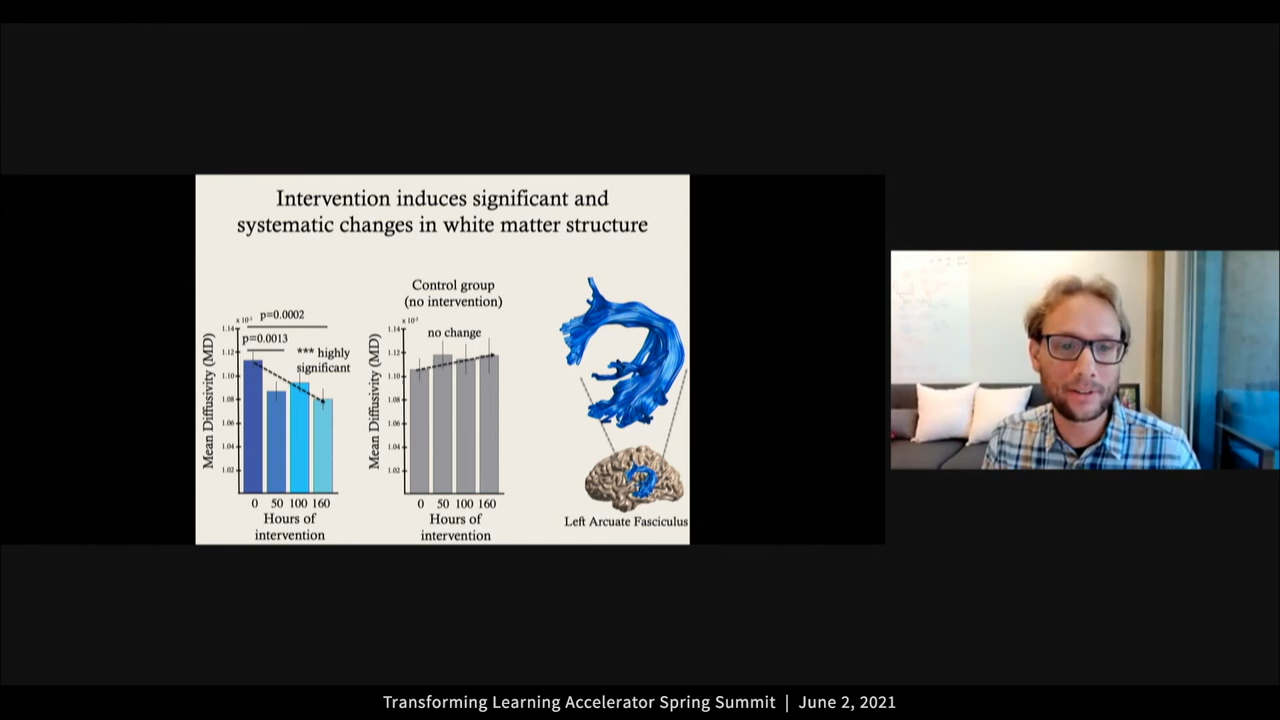 Intervention induces significant and
systematic changes in white matter structure
Control group
(no intervention)
x 10⁻³
p=0.0002
p=0.0013
*** highly
significant
1.14
1.12
1.10
1.08
1.06
1.04
1.02
Mean Diffusivity (MD)
0 50 100 160
Hours of
intervention
x 10⁻³
no change
1.14
1.12
1.10
1.08
1.06
1.04
1.02
Mean Diffusivity (MD)
0 50 100 160
Hours of
intervention
Left Arcuate Fasciculus
Transforming Learning Accelerator Spring Summit | June 2, 2021